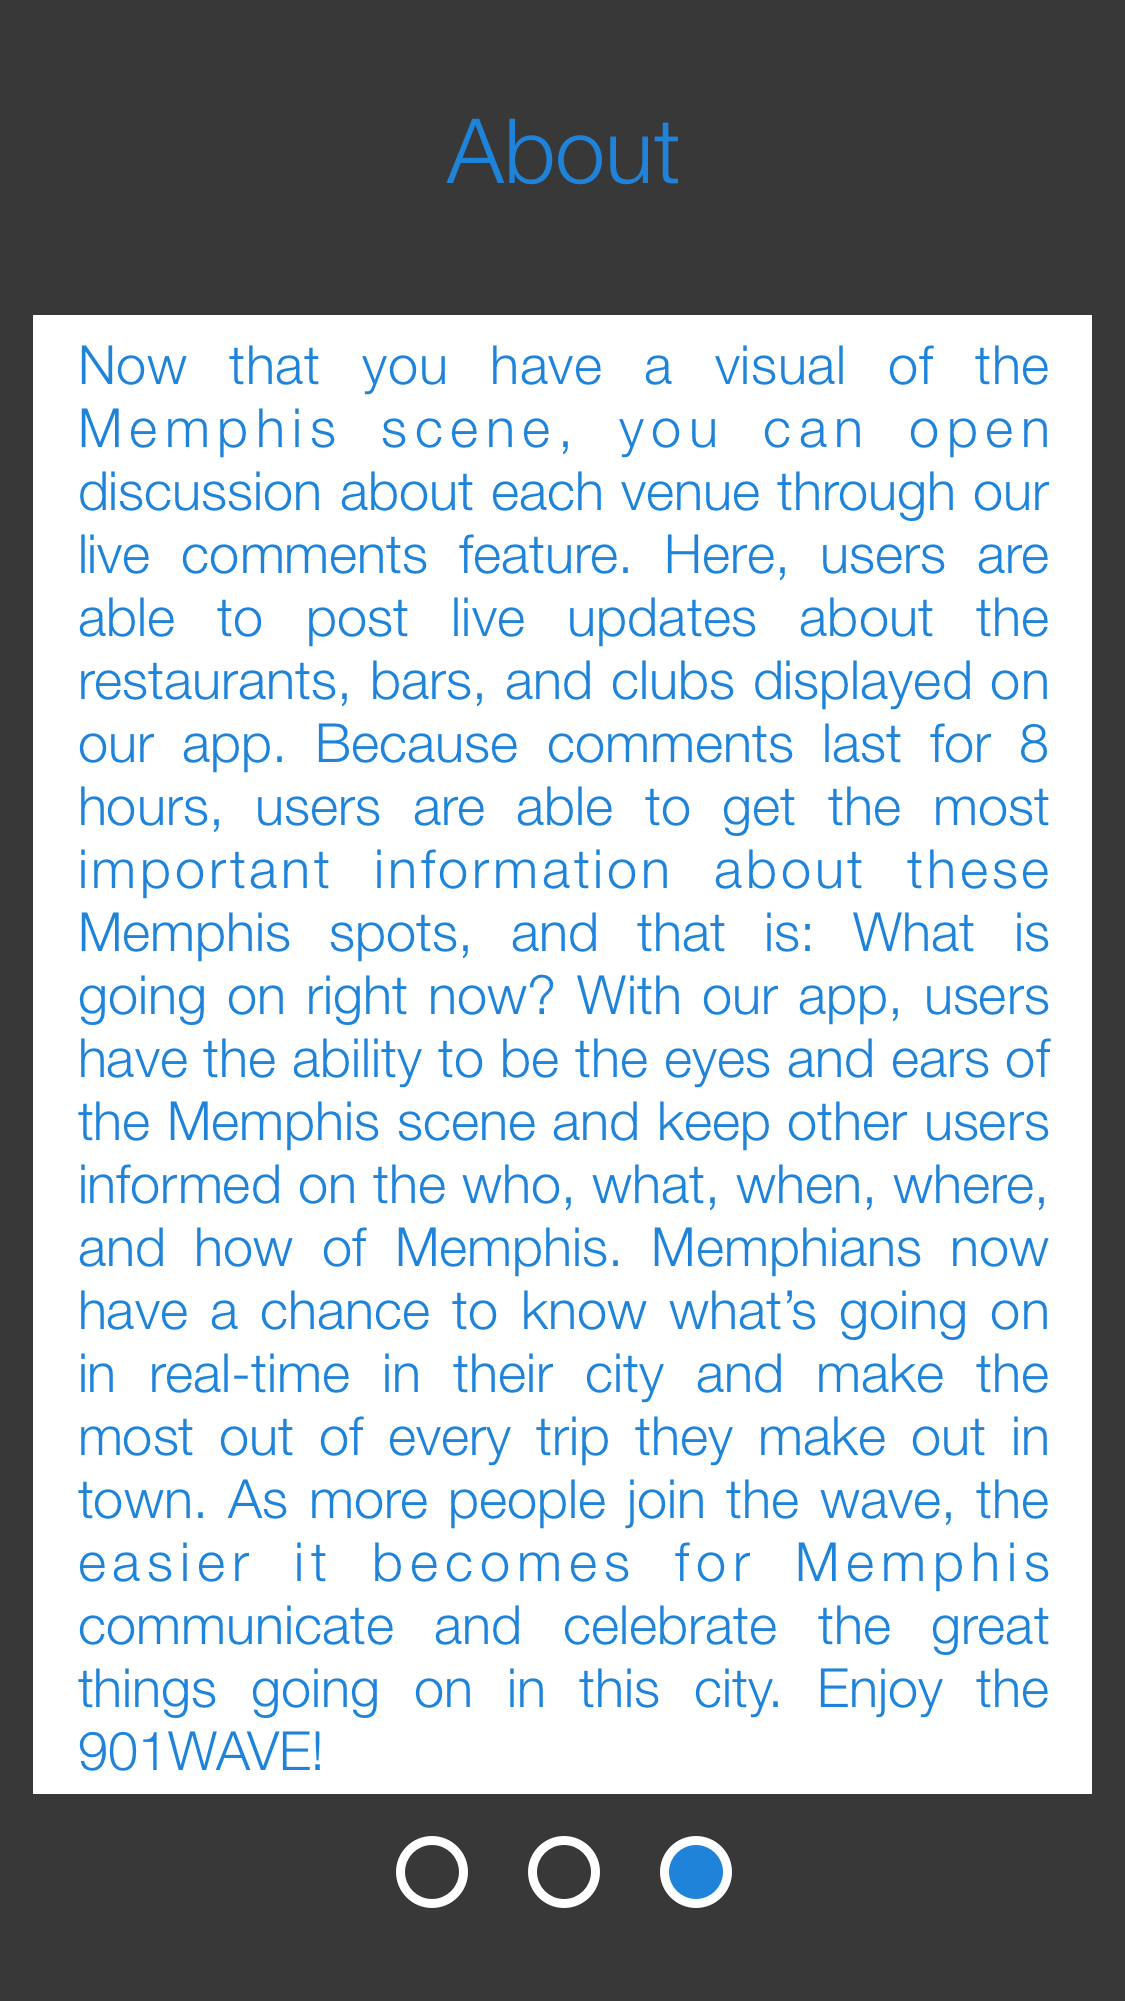 About
Now that you have a visual of the
Memphis scene, you can open
discussion about each venue through our
live comments feature. Here, users are
able to post live updates about the
restaurants, bars, and clubs displayed on
our app. Because comments last for 8
hours, users are able to get the most
important information about these
Memphis spots, and that is: What is
going on right now? With our app, users
have the ability to be the eyes and ears of
the Memphis scene and keep other users
informed on the who, what, when, where,
and how of Memphis. Memphians now
have a chance to know what’s going on
in real-time in their city and make the
most out of every trip they make out in
town. As more people join the wave, the
easier it becomes for Memphis
communicate and celebrate the great
things going on in this city. Enjoy the
901WAVE!